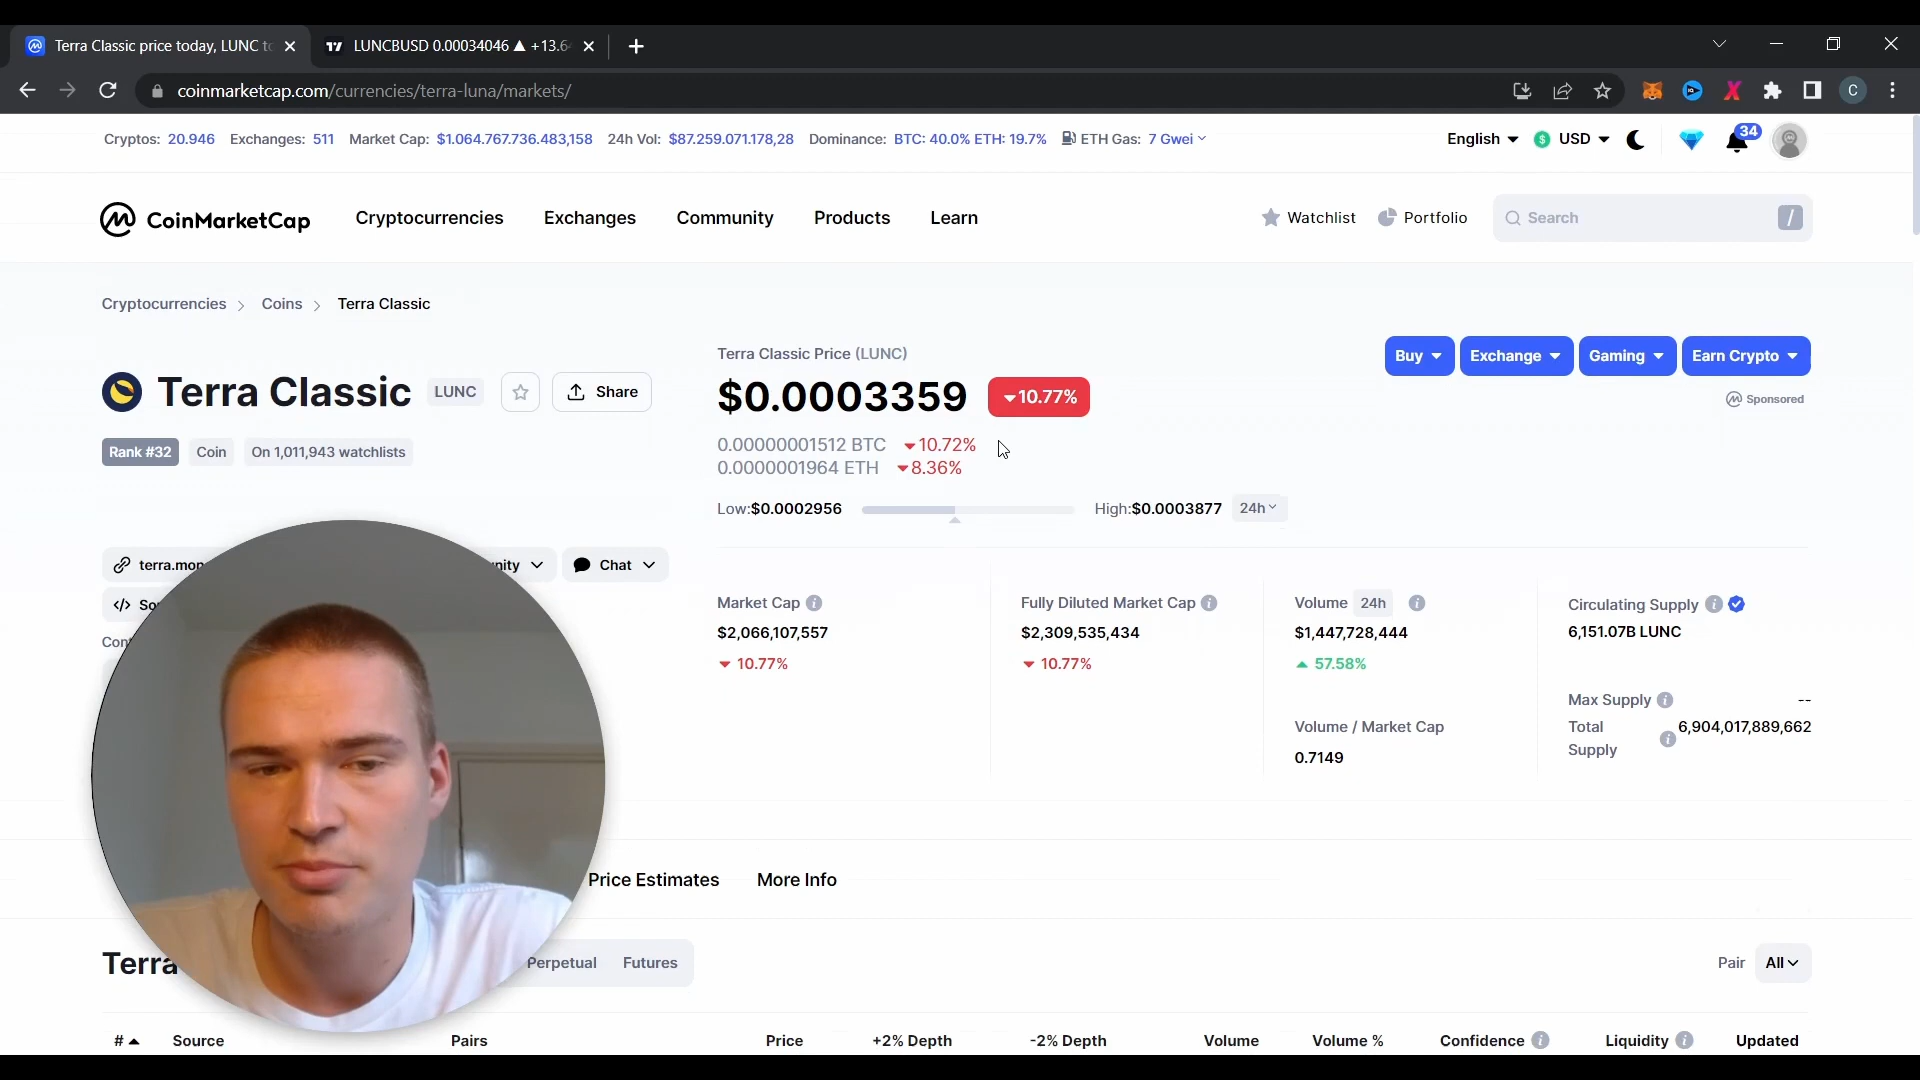 Terra Classic price today, LUNC to
LUNCBUSD 0.00034046 ▲ +13.6
coinmarketcap.com/currencies/terra-luna/markets/
C
Cryptos: 20.946 Exchanges: 511 Market Cap: $1.064.767.736.483,158 24h Vol: $87.259.071.178,28 Dominance: BTC: 40.0% ETH: 19.7% ETH Gas: 7 Gwei
English USD 34
CoinMarketCap Cryptocurrencies Exchanges Community Products Learn Watchlist Portfolio Search /
Cryptocurrencies > Coins > Terra Classic
Terra Classic LUNC Share
Rank #32 Coin On 1,011,943 watchlists
terra.mon
nity Chat
</> So
Con
Terra Classic Price (LUNC)
$0.0003359 10.77%
0.00000001512 BTC 10.72%
0.0000001964 ETH 8.36%
Low:$0.0002956 High:$0.0003877 24h
Buy Exchange Gaming Earn Crypto
Sponsored
Market Cap
$2,066,107,557
10.77%
Fully Diluted Market Cap
$2,309,535,434
10.77%
Volume 24h
$1,447,728,444
57.58%
Volume / Market Cap
0.7149
Circulating Supply
6,151.07B LUNC
Max Supply --
Total Supply 6,904,017,889,662
Price Estimates More Info
Terra
Perpetual Futures
Pair All
# Source Pairs Price +2% Depth -2% Depth Volume Volume % Confidence Liquidity Updated